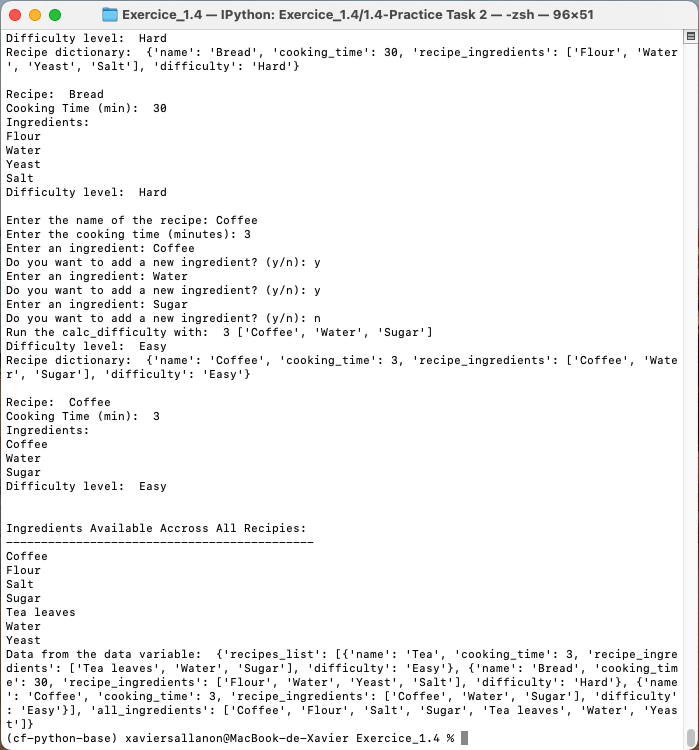 Exercice_1.4 — IPython: Exercice_1.4/1.4-Practice Task 2 — -zsh — 96×51
Difficulty level:  Hard
Recipe dictionary:  {'name': 'Bread', 'cooking_time': 30, 'recipe_ingredients': ['Flour', 'Water
', 'Yeast', 'Salt'], 'difficulty': 'Hard'}
Recipe:  Bread
Cooking Time (min):  30
Ingredients:
Flour
Water
Yeast
Salt
Difficulty level:  Hard
Enter the name of the recipe: Coffee
Enter the cooking time (minutes): 3
Enter an ingredient: Coffee
Do you want to add a new ingredient? (y/n): y
Enter an ingredient: Water
Do you want to add a new ingredient? (y/n): y
Enter an ingredient: Sugar
Do you want to add a new ingredient? (y/n): n
Run the calc_difficulty with:  3 ['Coffee', 'Water', 'Sugar']
Difficulty level:  Easy
Recipe dictionary:  {'name': 'Coffee', 'cooking_time': 3, 'recipe_ingredients': ['Coffee', 'Wate
r', 'Sugar'], 'difficulty': 'Easy'}
Recipe:  Coffee
Cooking Time (min):  3
Ingredients:
Coffee
Water
Sugar
Difficulty level:  Easy
Ingredients Available Accross All Recipies:
____________________________________________
Coffee
Flour
Salt
Sugar
Tea leaves
Water
Yeast
Data from the data variable:  {'recipes_list': [{'name': 'Tea', 'cooking_time': 3, 'recipe_ingre
dients': ['Tea leaves', 'Water', 'Sugar'], 'difficulty': 'Easy'}, {'name': 'Bread', 'cooking_tim
e': 30, 'recipe_ingredients': ['Flour', 'Water', 'Yeast', 'Salt'], 'difficulty': 'Hard'}, {'name
': 'Coffee', 'cooking_time': 3, 'recipe_ingredients': ['Coffee', 'Water', 'Sugar'], 'difficulty'
: 'Easy'}], 'all_ingredients': ['Coffee', 'Flour', 'Salt', 'Sugar', 'Tea leaves', 'Water', 'Yeas
t']}
(cf-python-base) xaviersallanon@MacBook-de-Xavier Exercice_1.4 %